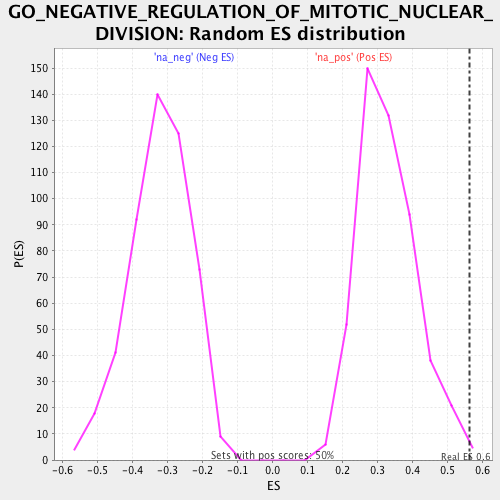 GO_NEGATIVE_REGULATION_OF_MITOTIC_NUCLEAR_
DIVISION: Random ES distribution
'na_neg' (Neg ES)
'na_pos' (Pos ES)
150
140
130
120
110
100
90
80
70
60
50
40
30
20
10
0
P(ES)
Sets with pos scores: 50%
Real ES 0.6
-0.6 -0.5 -0.4 -0.3 -0.2 -0.1 0.0 0.1 0.2 0.3 0.4 0.5 0.6
ES